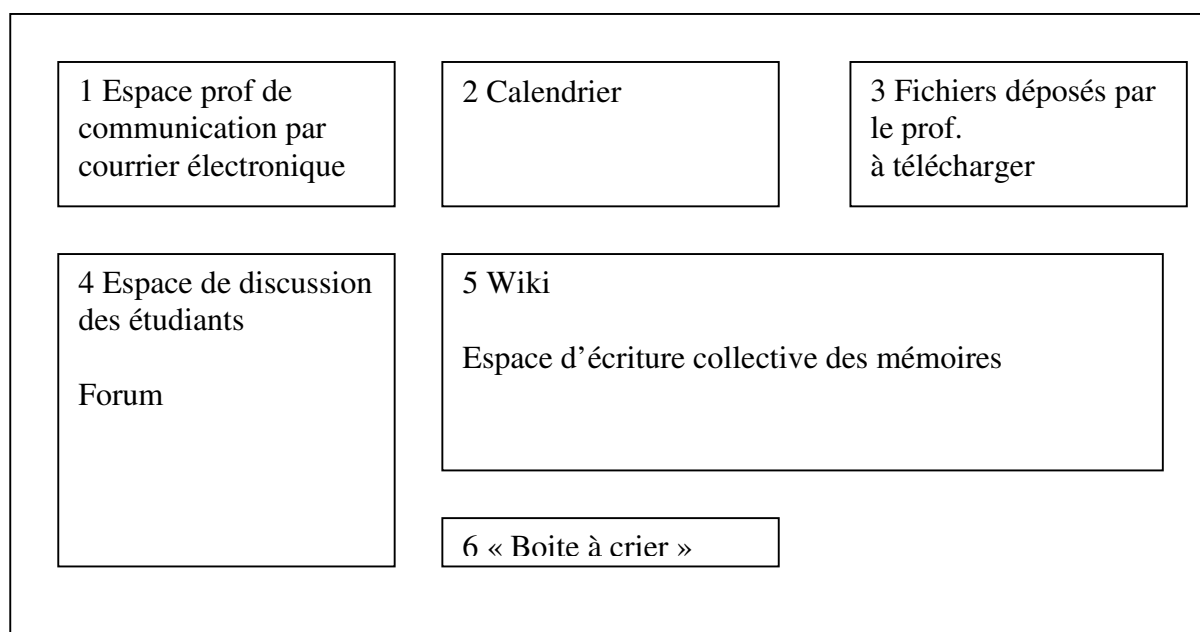 1 Espace prof de
communication par
courrier électronique
2 Calendrier
3 Fichiers déposés par
le prof.
à télécharger
4 Espace de discussion
des étudiants
Forum
5 Wiki
Espace d’écriture collective des mémoires
6 « Boite à crier »